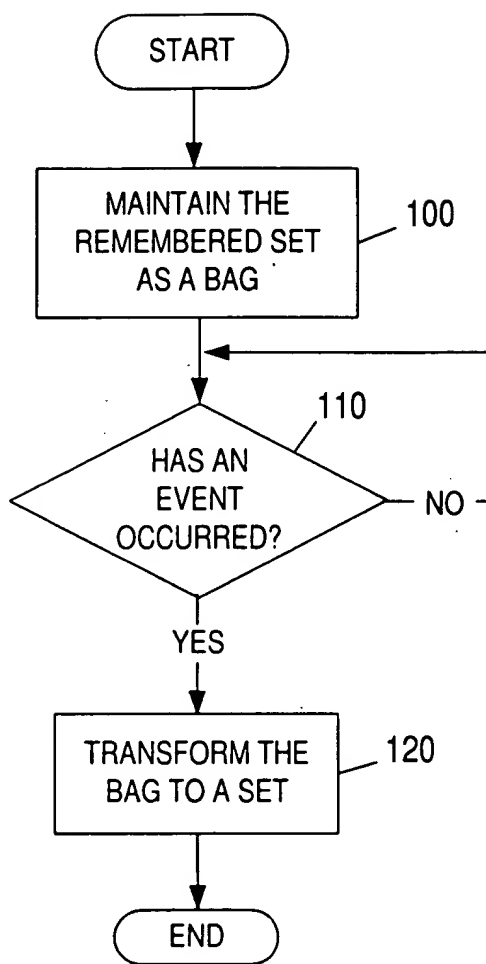 START
MAINTAIN THE
REMEMBERED SET
AS A BAG
100
110
HAS AN
EVENT
OCCURRED?
NO
YES
TRANSFORM THE
BAG TO A SET
120
END